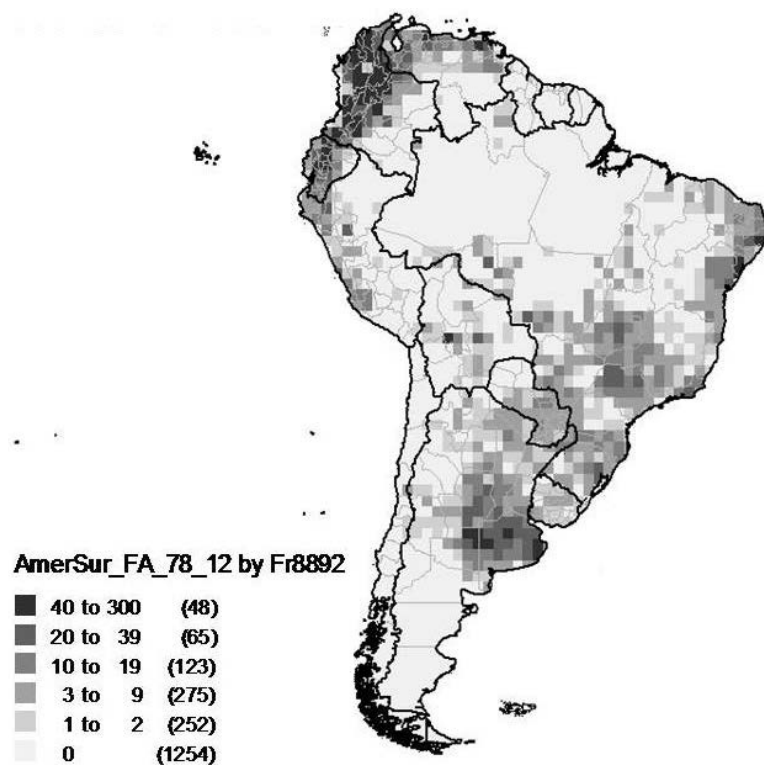 AmerSur_FA_78_12 by Fr8892
40 to 300 (48)
20 to 39 (65)
10 to 19 (123)
3 to 9 (275)
1 to 2 (252)
0 (1254)